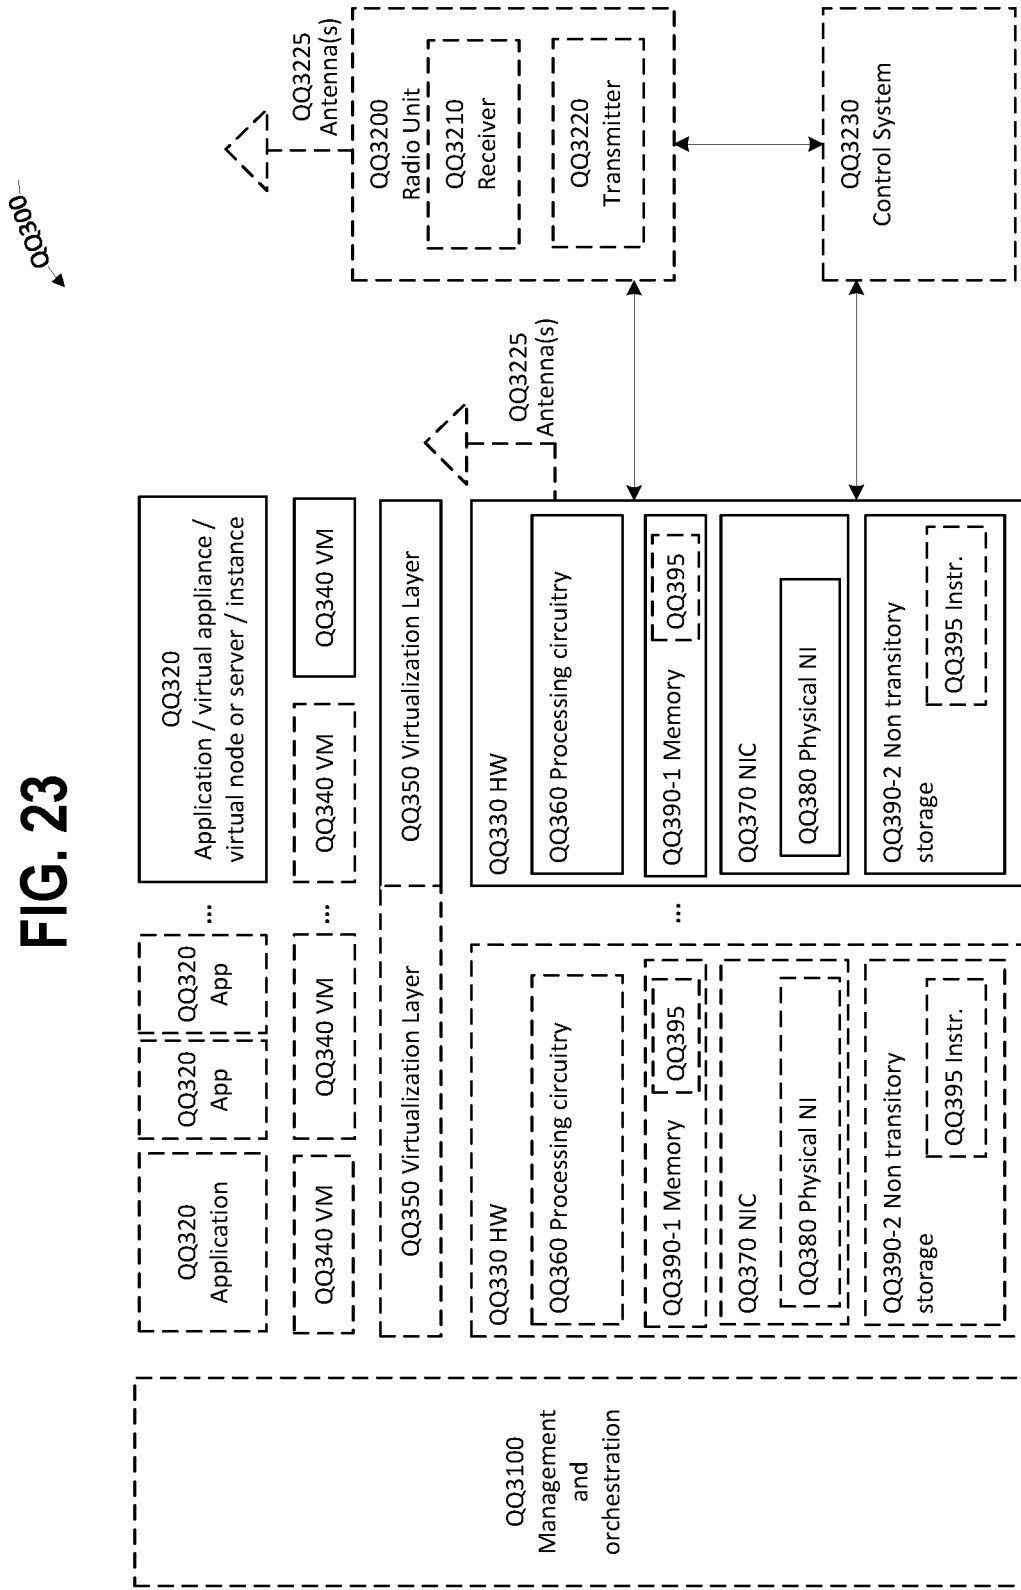 FIG. 23
QQ300
QQ3100
Management
and
orchestration
QQ320
Application
QQ320
App
QQ320
App
...
QQ320
Application / virtual appliance /
virtual node or server / instance
QQ340 VM
QQ340 VM
...
QQ340 VM
QQ340 VM
QQ350 Virtualization Layer
QQ350 Virtualization Layer
QQ330 HW
QQ360 Processing circuitry
QQ390-1 Memory
QQ395
QQ370 NIC
QQ380 Physical NI
QQ390-2 Non transitory
storage
QQ395 Instr.
...
QQ330 HW
QQ360 Processing circuitry
QQ390-1 Memory
QQ395
QQ370 NIC
QQ380 Physical NI
QQ390-2 Non transitory
storage
QQ395 Instr.
QQ3225
Antenna(s)
QQ3225
Antenna(s)
QQ3200
Radio Unit
QQ3210
Receiver
QQ3220
Transmitter
QQ3230
Control System